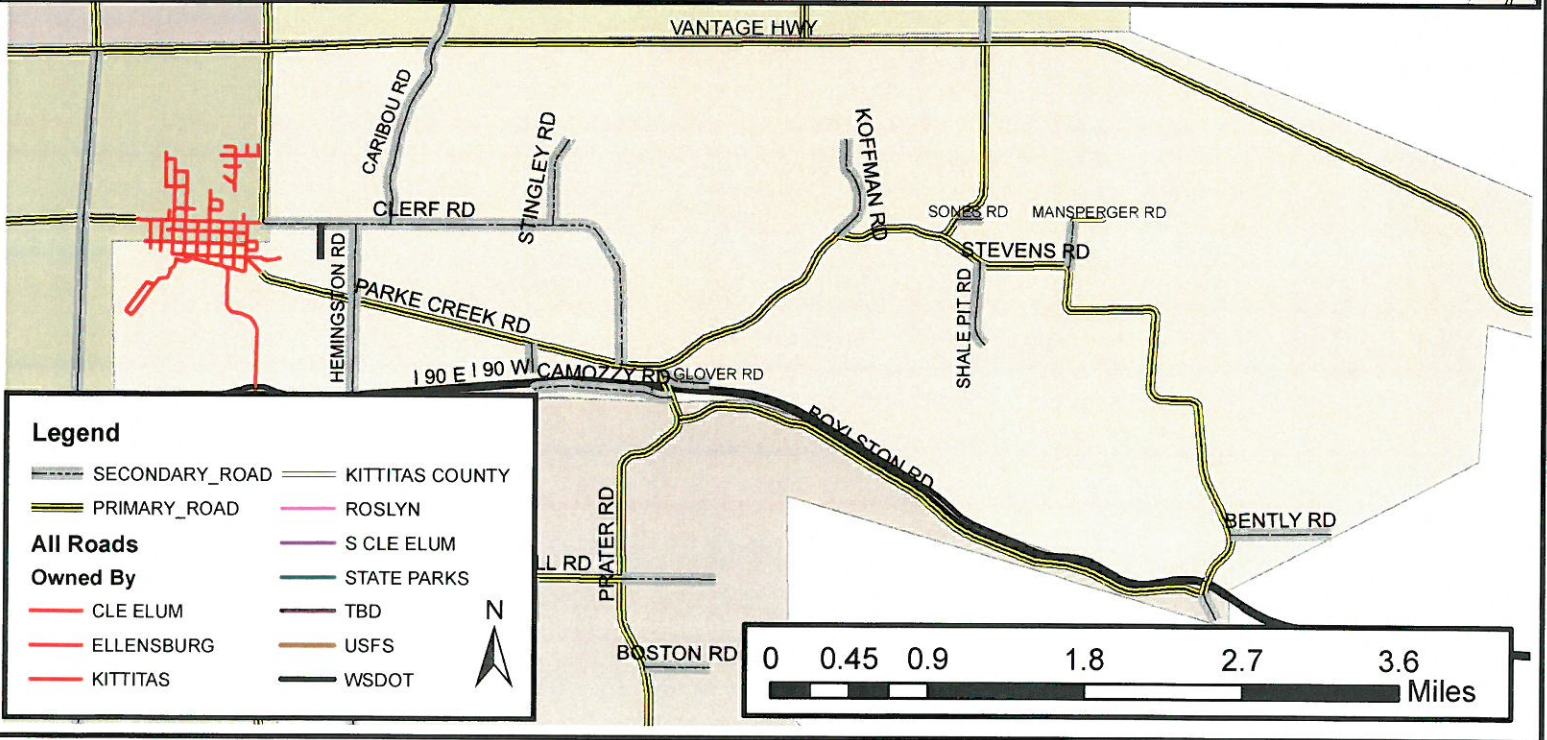 VANTAGE HWY
CARIBOU RD
STINGLEY RD
KOFFMAN RD
CLERF RD
SONES RD
MANSPERGER RD
STEVENS RD
HEMINGSTON RD
PARKE CREEK RD
SHALE PIT RD
I 90 E
I 90 W
CAMOZZY RD
GLOVER RD
BOYLSTON RD
PRATER RD
BENTLY RD
LL RD
BOSTON RD
Legend
SECONDARY_ROAD
PRIMARY_ROAD
All Roads
Owned By
CLE ELUM
ELLENSBURG
KITTITAS
KITTITAS COUNTY
ROSLYN
S CLE ELUM
STATE PARKS
TBD
USFS
WSDOT
N
0 0.45 0.9 1.8 2.7 3.6
Miles